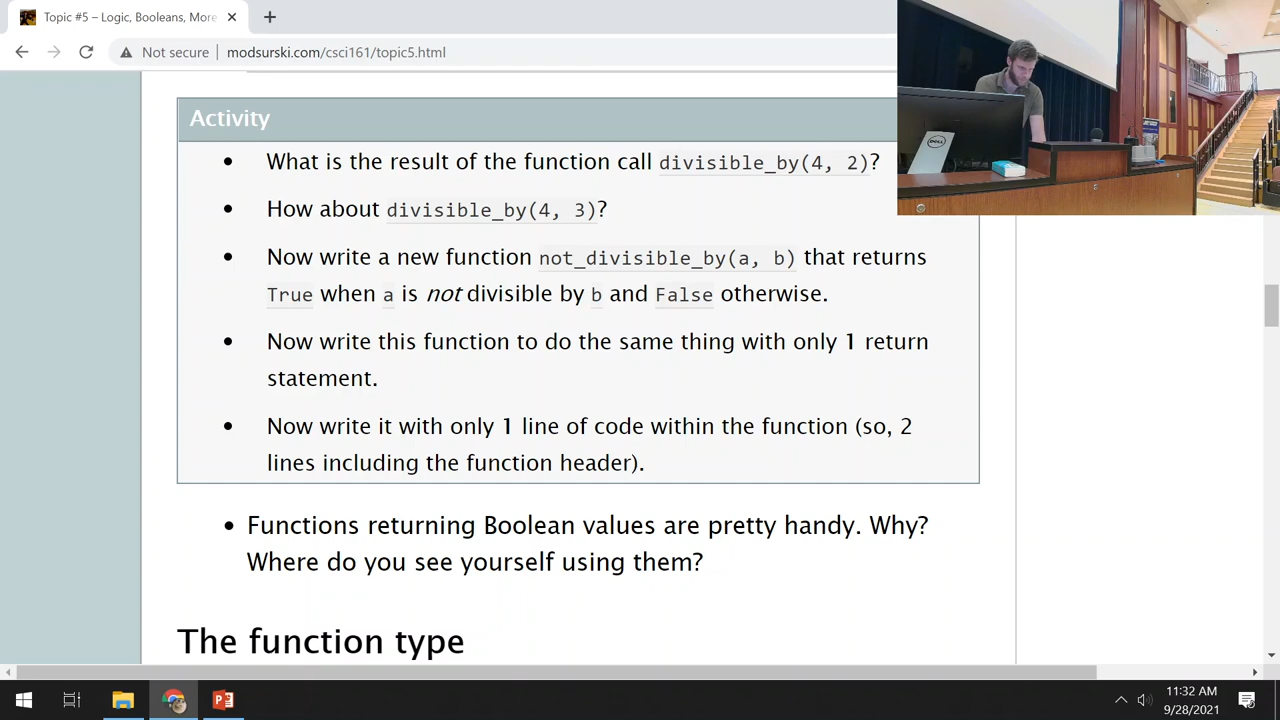 Topic #5 – Logic, Booleans, More
Not secure
modsurski.com/csci161/topic5.html
Activity
• What is the result of the function call divisible_by(4, 2)?
• How about divisible_by(4, 3)?
• Now write a new function not_divisible_by(a, b) that returns
True when a is not divisible by b and False otherwise.
• Now write this function to do the same thing with only 1 return
statement.
• Now write it with only 1 line of code within the function (so, 2
lines including the function header).
• Functions returning Boolean values are pretty handy. Why?
Where do you see yourself using them?
The function type
DELL
11:32 AM
9/28/2021